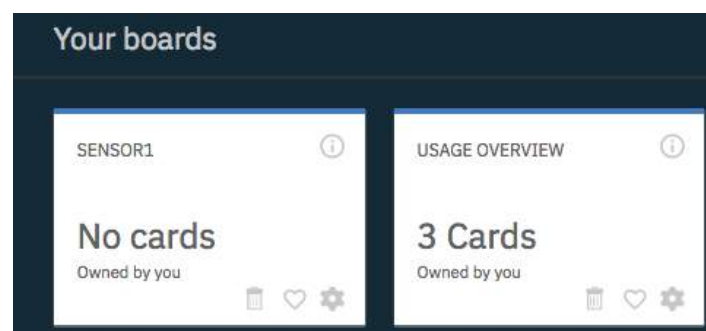 Your boards
SENSOR1
No cards
Owned by you
USAGE OVERVIEW
3 Cards
Owned by you